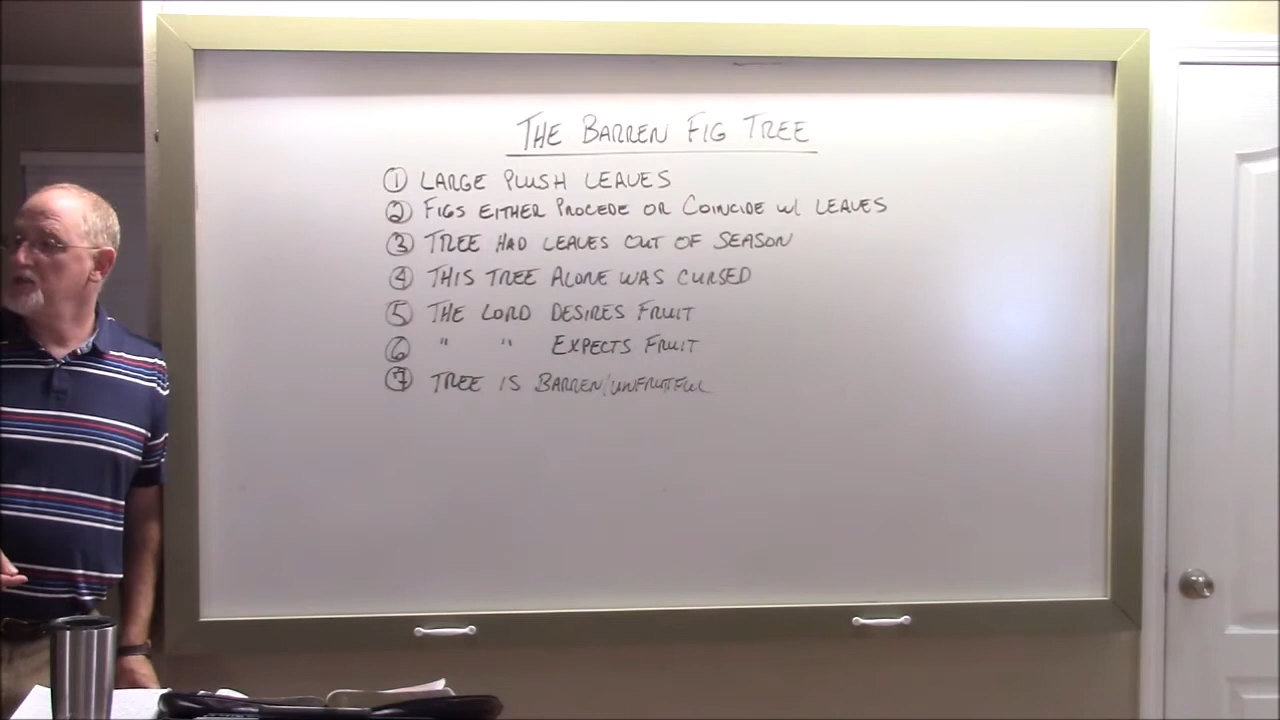 THE BARREN FIG TREE
① LARGE PLUSH LEAVES
② FIGS EITHER PROCEDE OR COINCIDE W/ LEAVES
③ TREE HAD LEAVES OUT OF SEASON
④ THIS TREE ALONE WAS CURSED
⑤ THE LORD DESIRES FRUIT
⑥ " " EXPECTS FRUIT
⑦ TREE IS BARREN/UNFRUTFUL